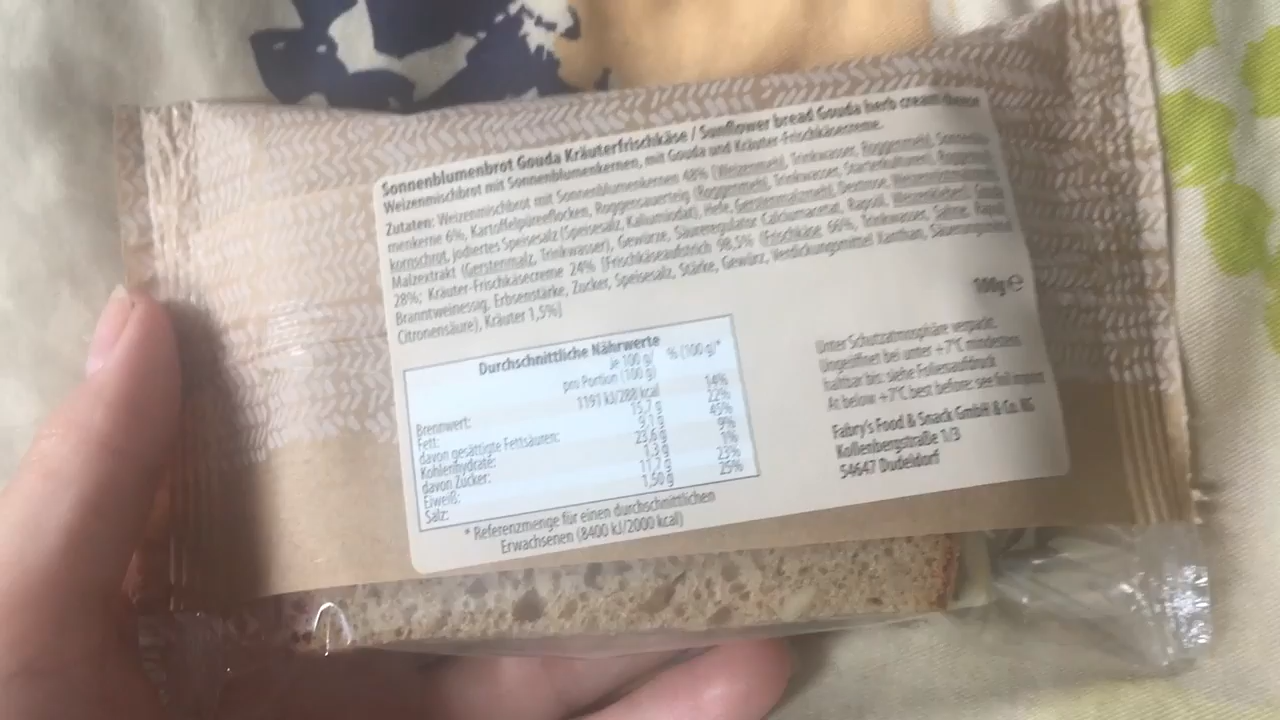 Sonnenblumenbrot Gouda Kräuterfrischkäse / Sunflower bread Gouda herb cream cheese
Weizenmischbrot mit Sonnenblumenkernen, mit Gouda und Kräuter-Frischkäsecreme.
Zutaten: Weizenmischbrot mit Sonnenblumenkernen 48% (Weizenmehl, Trinkwasser, Roggenmehl, Sonnenblu-
menkerne 6%, Kartoffelpüreeflocken, Roggensauerteig (Roggenmehl, Trinkwasser, Starterkulturen), Roggen-
kornschrot, jodiertes Speisesalz (Speisesalz, Kaliumiodat), Hefe, Gerstenmalzmehl, Dextrose,
Malzextrakt (Gerstenmalz, Trinkwasser), Gewürze, Säureregulator Calciumacetat, Rapsöl, Weizenkleber), Gouda
28%; Kräuter-Frischkäsecreme 24% [Frischkäseaufstrich 98,5% (Frischkäse 66%, Trinkwasser, Sahne, Rapsöl,
Branntweinessig, Erbsenstärke, Zucker, Speisesalz, Stärke, Gewürz, Verdickungsmittel Xanthan, Säuerungsmittel
Citronensäure), Kräuter 1,5%]
100g e
Durchschnittliche Nährwerte
je 100 g/ % (100 g)*
pro Portion (100 g)
Brennwert: 1191 kJ/288 kcal 14%
Fett: 15,7 g 22%
davon gesättigte Fettsäuren: 9,1 g 45%
Kohlenhydrate: 23,6 g 9%
davon Zucker: 1,3 g 1%
Eiweiß: 11,7 g 23%
Salz: 1,50 g 25%
* Referenzmenge für einen durchschnittlichen
Erwachsenen (8400 kJ/2000 kcal)
Unter Schutzatmosphäre verpackt.
Ungeöffnet bei unter +7°C mindestens
haltbar bis: siehe Folienaufdruck
At below +7°C best before: see foil imprint
Fabry's Food & Snack GmbH & Co. KG
Kollenbergstraße 1/3
54647 Dudeldorf